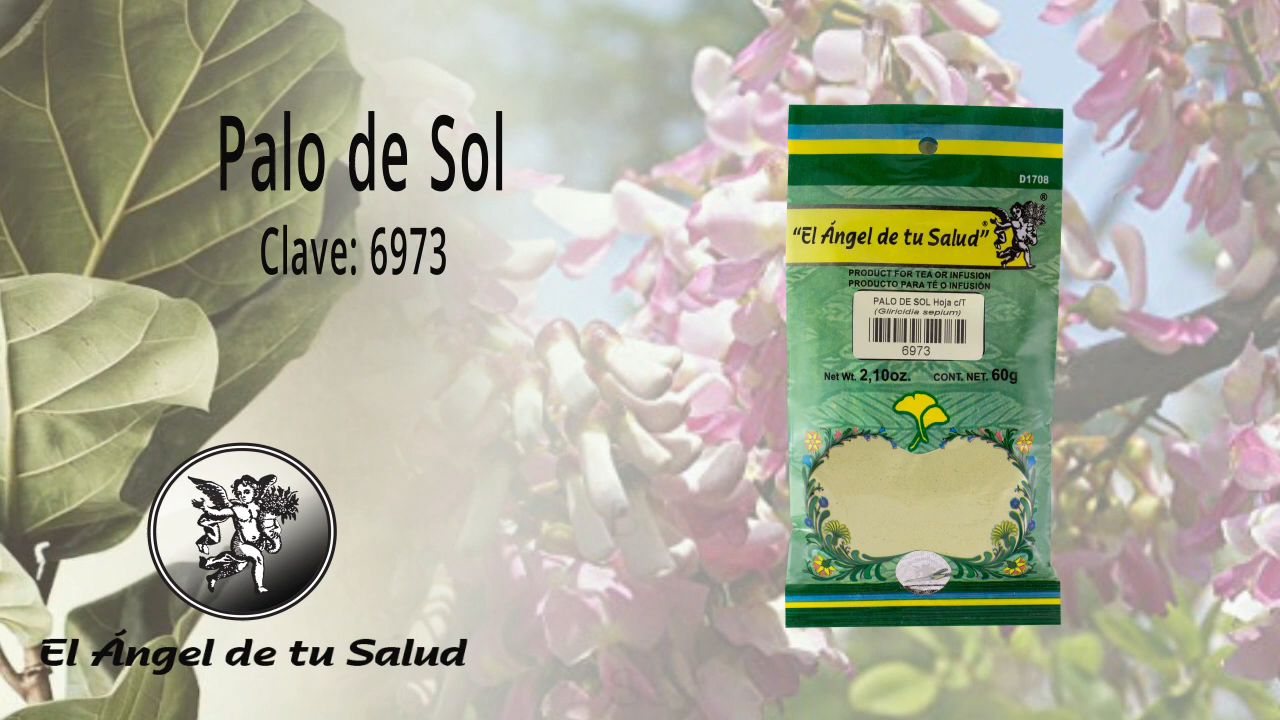 Palo de Sol
Clave: 6973
El Ángel de tu Salud
D1708
®
“El Ángel de tu Salud”®
PRODUCT FOR TEA OR INFUSION
PRODUCTO PARA TÉ O INFUSIÓN
PALO DE SOL Hoja c/T
(Gliricidia sepium)
6973
Net Wt. 2,10oz. CONT. NET. 60g